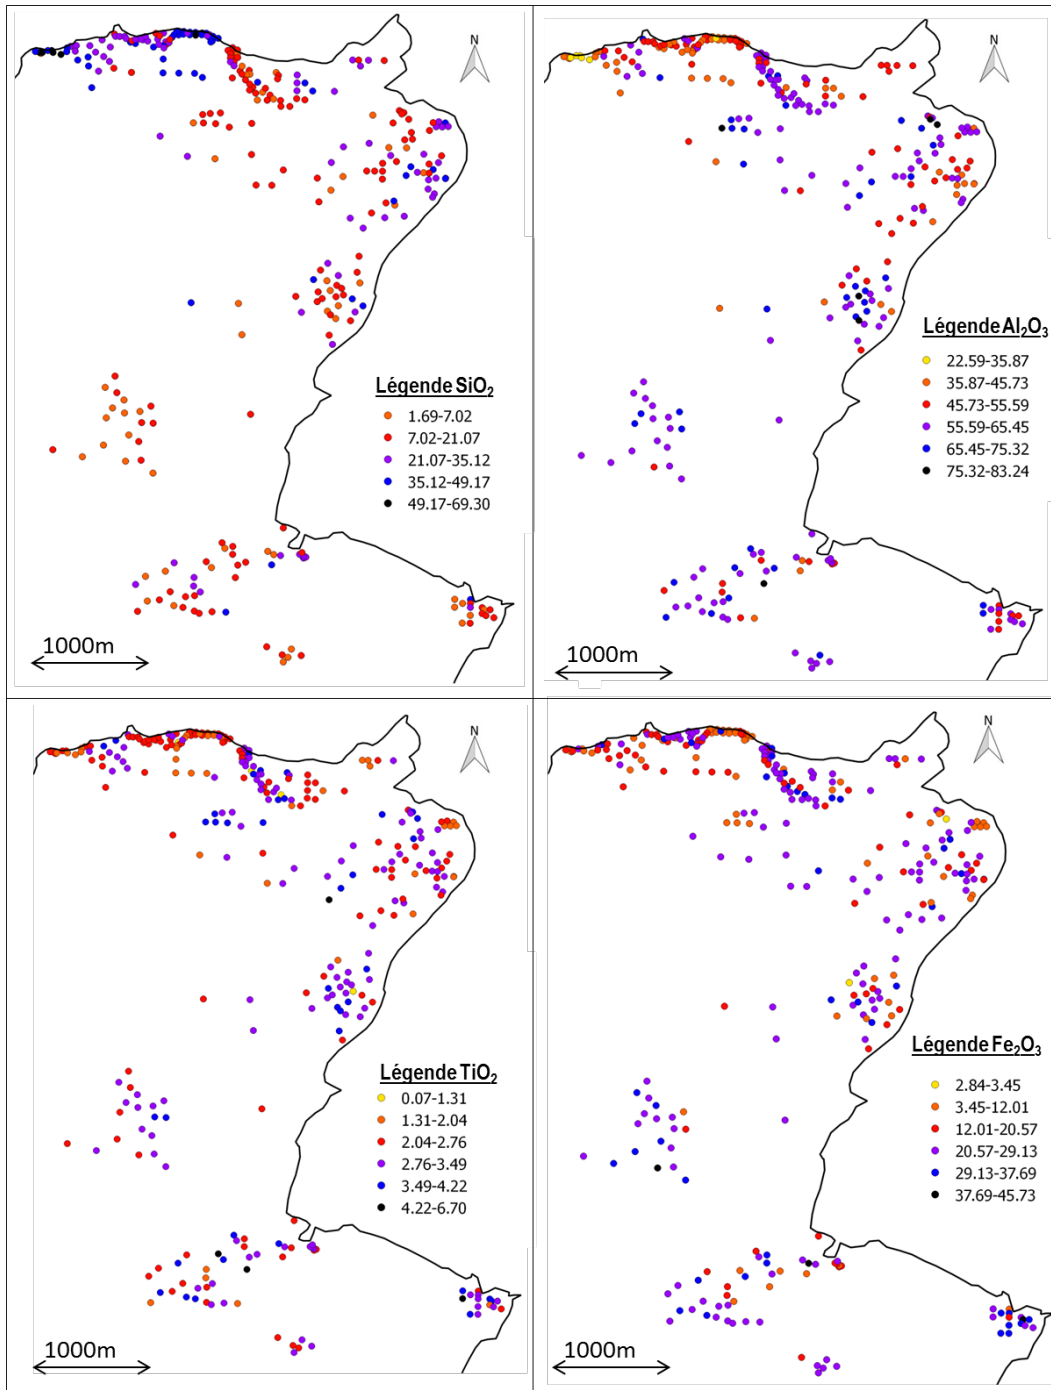 N
Légende SiO2
1.69-7.02
7.02-21.07
21.07-35.12
35.12-49.17
49.17-69.30
1000m
N
Légende Al2O3
22.59-35.87
35.87-45.73
45.73-55.59
55.59-65.45
65.45-75.32
75.32-83.24
1000m
N
Légende TiO2
0.07-1.31
1.31-2.04
2.04-2.76
2.76-3.49
3.49-4.22
4.22-6.70
1000m
N
Légende Fe2O3
2.84-3.45
3.45-12.01
12.01-20.57
20.57-29.13
29.13-37.69
37.69-45.73
1000m